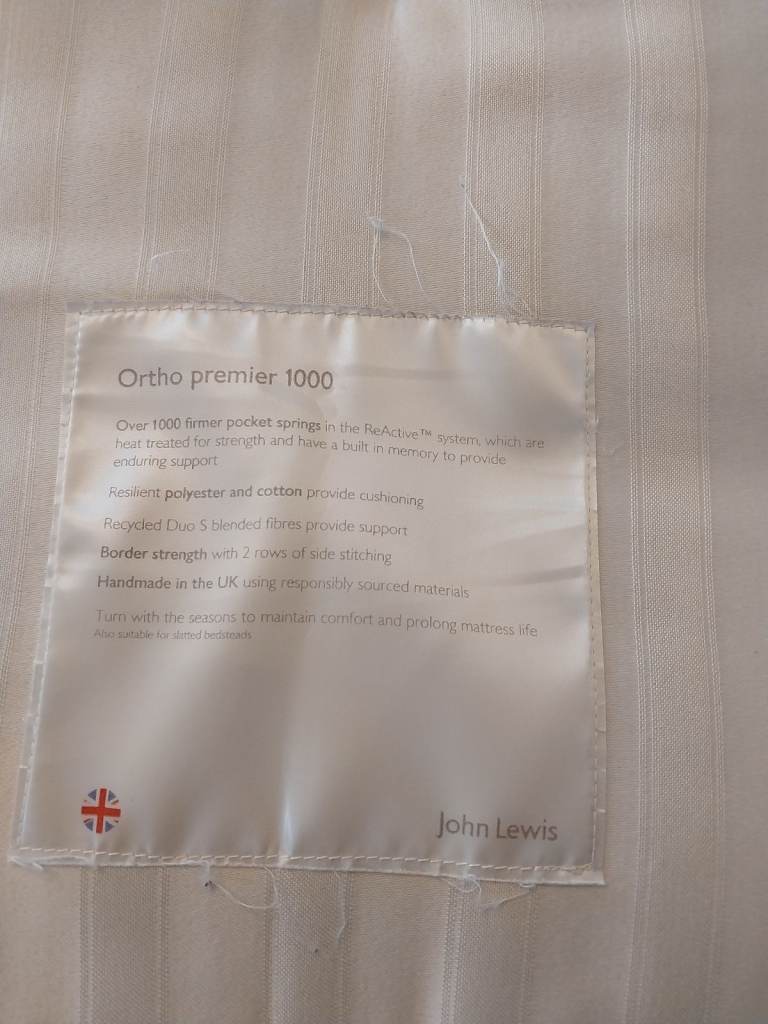 Ortho premier 1000
Over 1000 firmer pocket springs in the ReActive™ system, which are
heat treated for strength and have a built in memory to provide
enduring support
Resilient polyester and cotton provide cushioning
Recycled Duo S blended fibres provide support
Border strength with 2 rows of side stitching
Handmade in the UK using responsibly sourced materials
Turn with the seasons to maintain comfort and prolong mattress life
Also suitable for slatted bedsteads
John Lewis